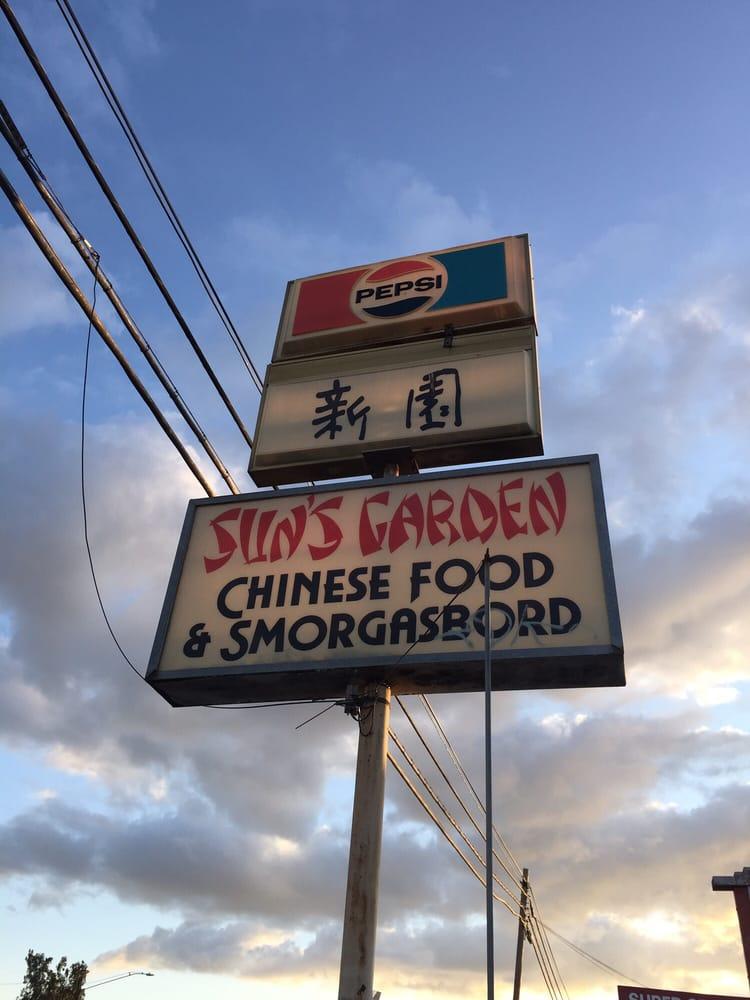 PEPSI
新園
SUN'S GARDEN
CHINESE FOOD
& SMORGASBORD